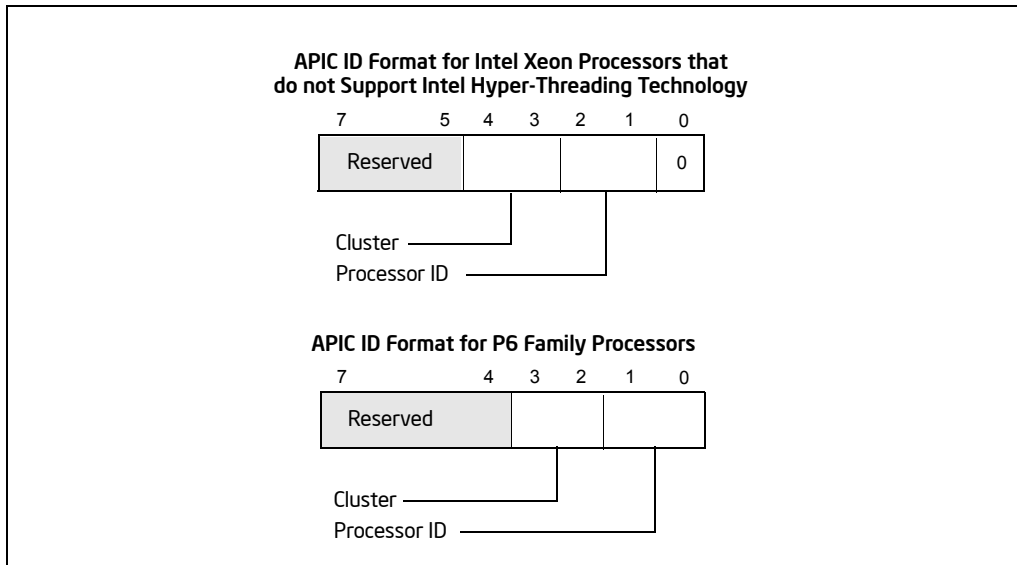 APIC ID Format for Intel Xeon Processors that
do not Support Intel Hyper-Threading Technology
7 5 4 3 2 1 0
Reserved 0
Cluster
Processor ID
APIC ID Format for P6 Family Processors
7 4 3 2 1 0
Reserved
Cluster
Processor ID